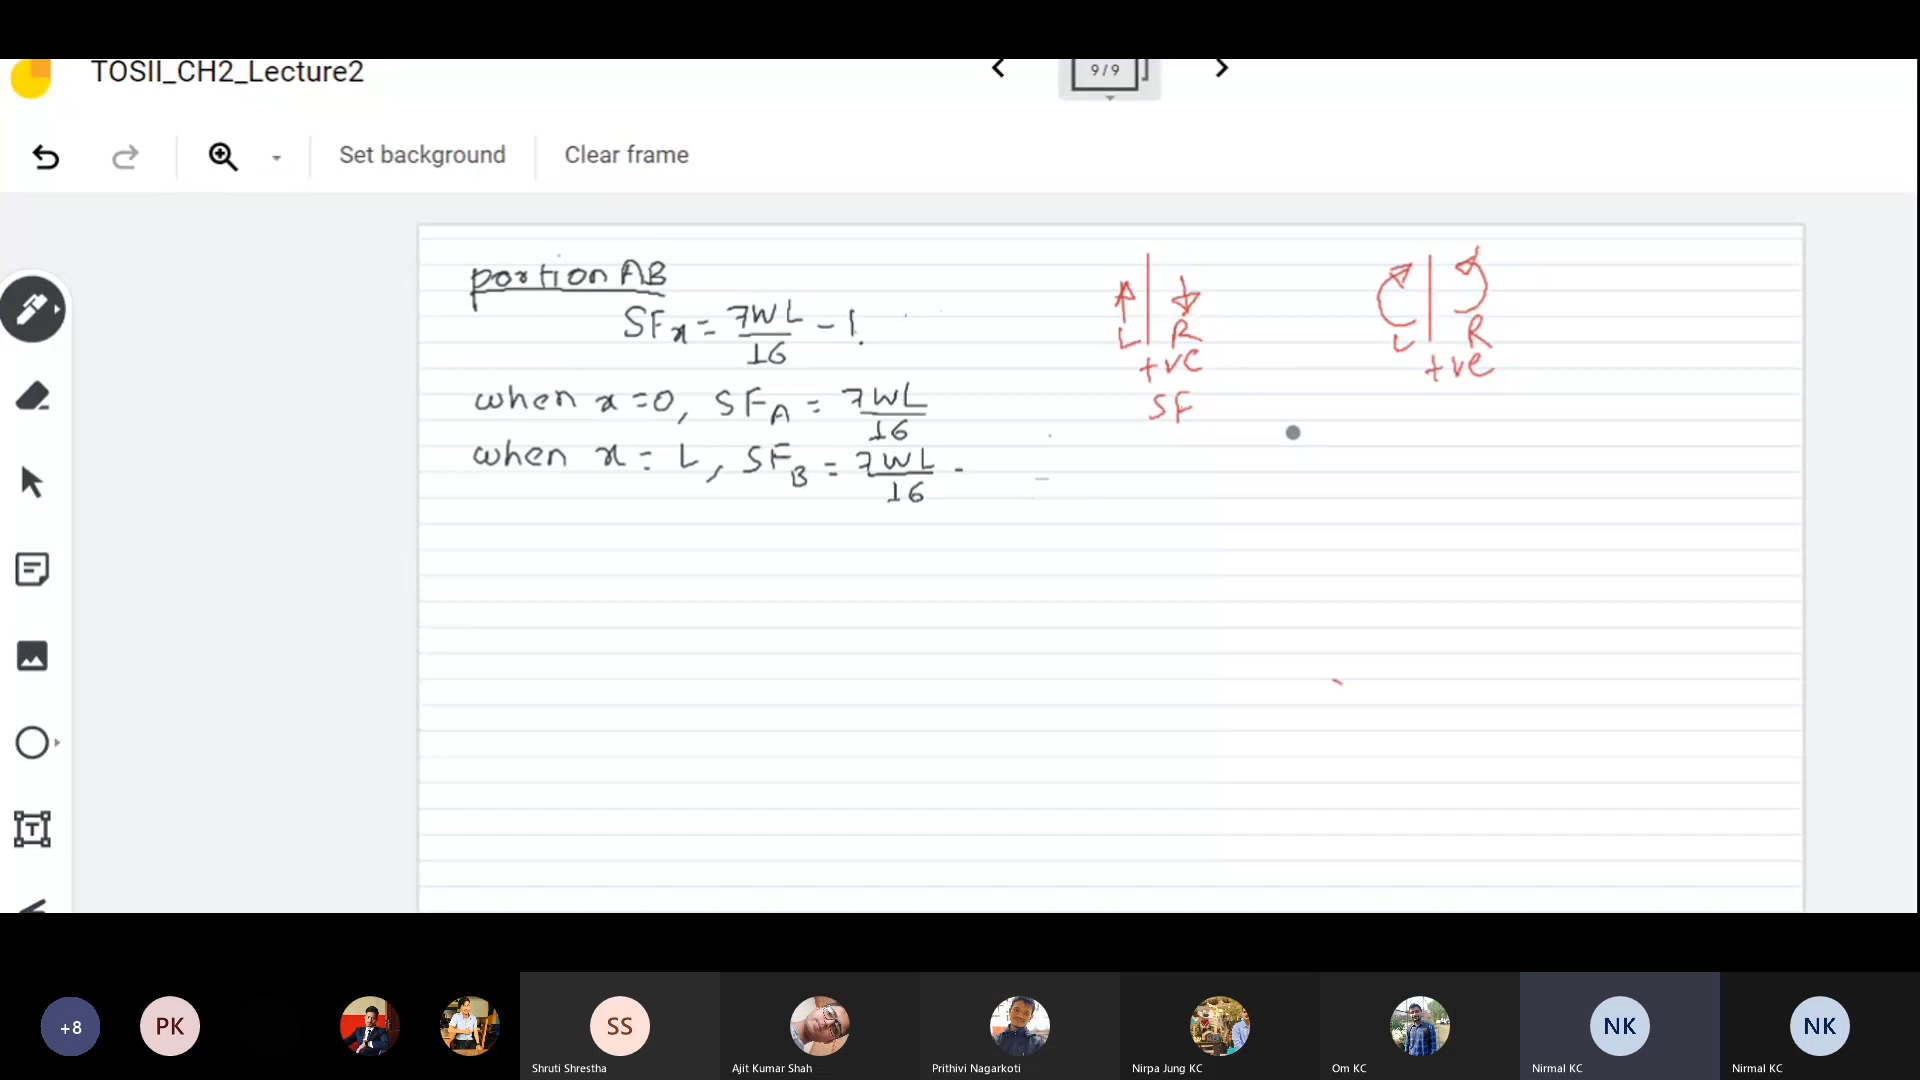 TOSII_CH2_Lecture2
9/9
Set background
Clear frame
portion AB
SFx = 7WL/16 -
when x=0, SFA = 7WL/16
when x = L, SFB = 7WL/16 -
L R
+ve
SF
L R
+ve
+8
PK
SS
NK
NK
Shruti Shrestha
Ajit Kumar Shah
Prithivi Nagarkoti
Nirpa Jung KC
Om KC
Nirmal KC
Nirmal KC